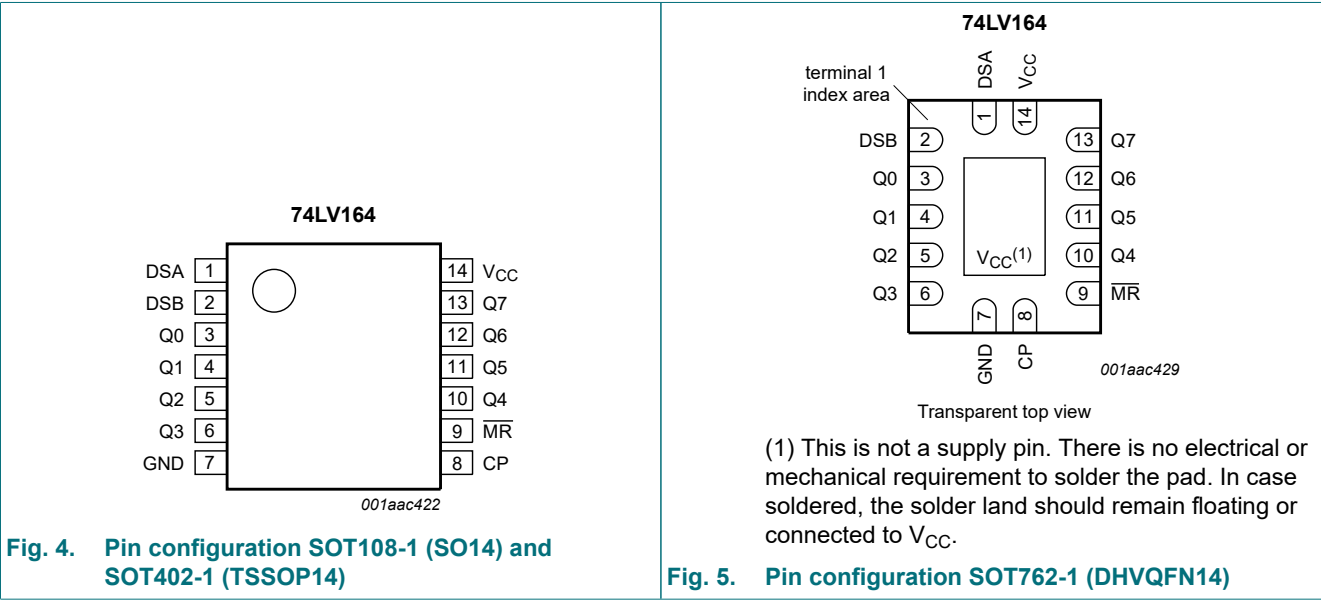 74LV164
DSA 1
DSB 2
Q0 3
Q1 4
Q2 5
Q3 6
GND 7
14 VCC
13 Q7
12 Q6
11 Q5
10 Q4
9 MR
8 CP
001aac422
Fig. 4. Pin configuration SOT108-1 (SO14) and
SOT402-1 (TSSOP14)
74LV164
terminal 1
index area
DSA
VCC
1
14
DSB 2
Q0 3
Q1 4
Q2 5
Q3 6
13 Q7
12 Q6
11 Q5
10 Q4
9 MR
VCC(1)
7
8
GND
CP
001aac429
Transparent top view
(1) This is not a supply pin. There is no electrical or
mechanical requirement to solder the pad. In case
soldered, the solder land should remain floating or
connected to VCC.
Fig. 5. Pin configuration SOT762-1 (DHVQFN14)